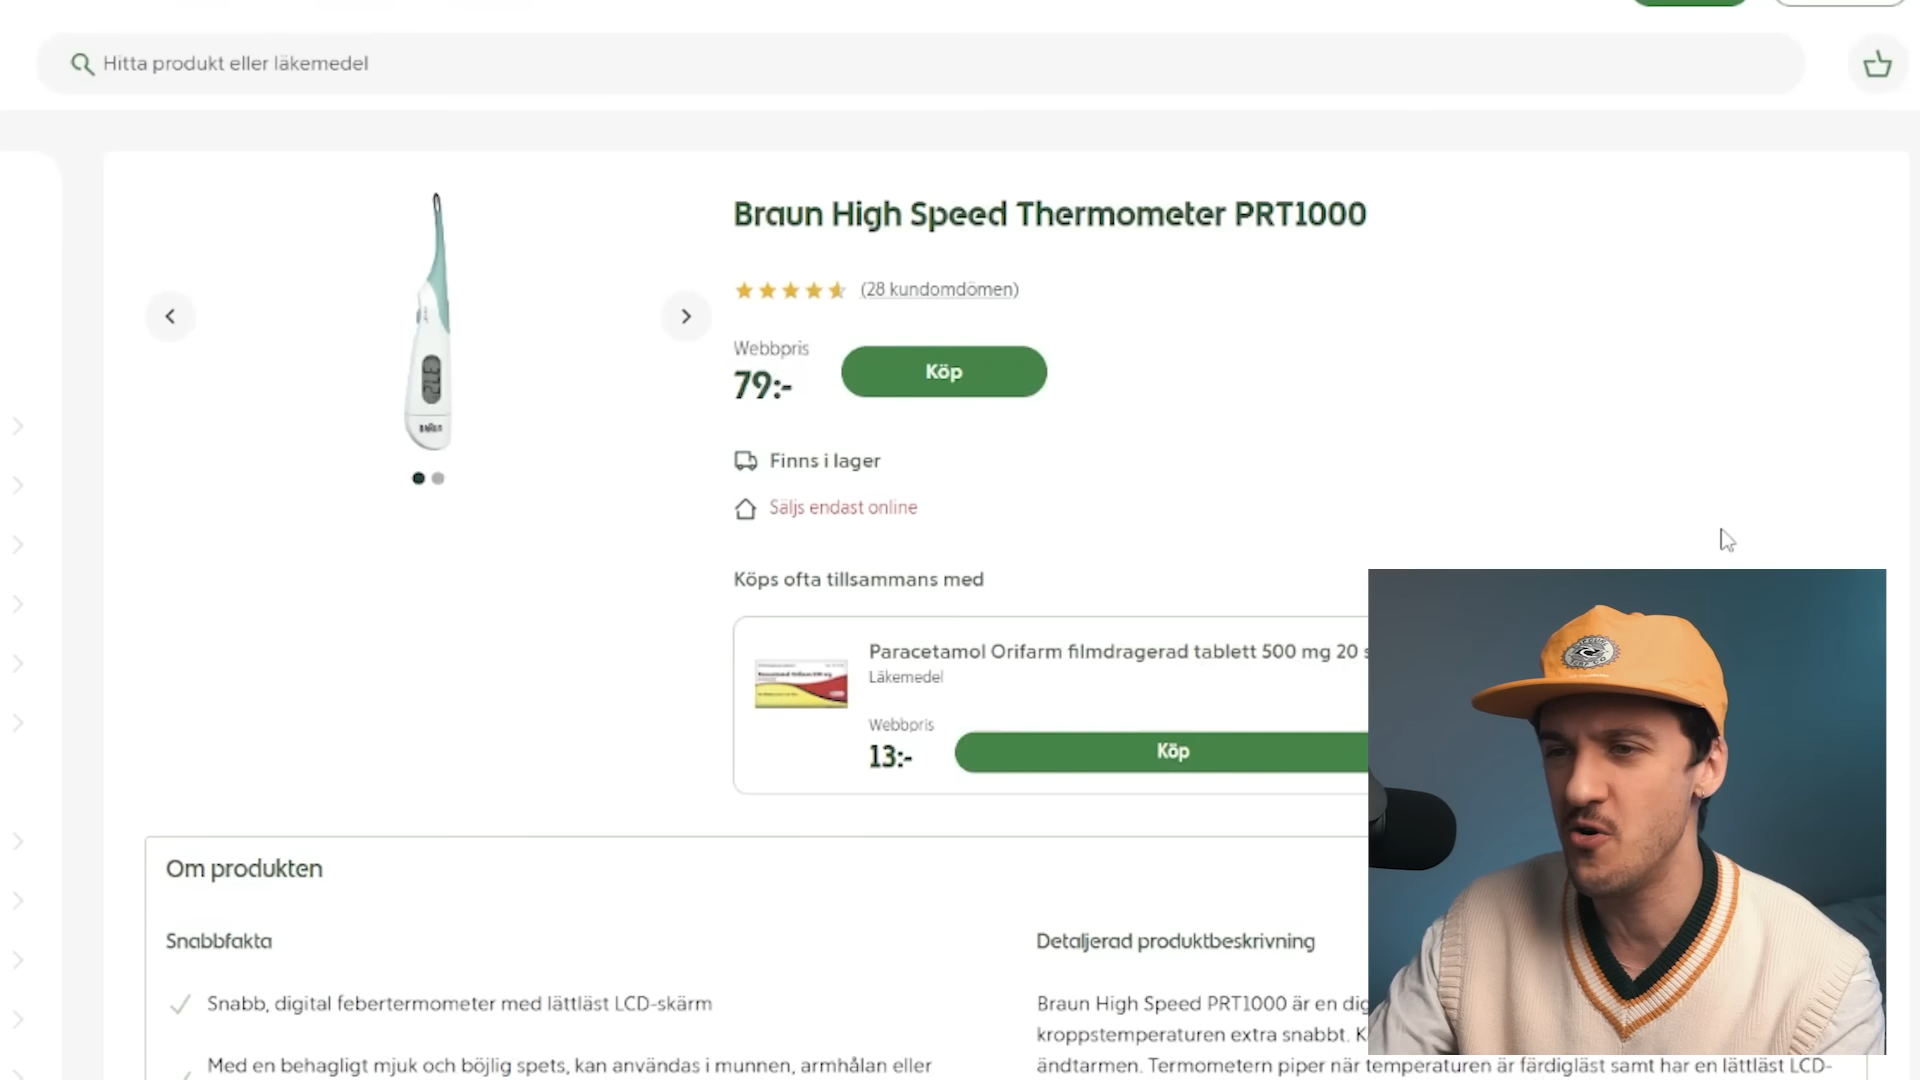 Hitta produkt eller läkemedel
Braun High Speed Thermometer PRT1000
(28 kundomdömen)
Webbpris
79:-
Köp
Finns i lager
Säljs endast online
Köps ofta tillsammans med
Paracetamol Orifarm filmdragerad tablett 500 mg 20
Läkemedel
Webbpris
13:-
Köp
BRAUN
Om produkten
Snabbfakta
Snabb, digital febertermometer med lättläst LCD-skärm
Med en behagligt mjuk och böjlig spets, kan användas i munnen, armhålan eller
Detaljerad produktbeskrivning
Braun High Speed PRT1000 är en
kroppstemperaturen extra snabbt.
ändtarmen. Termometern piper när temperaturen är färdigläst samt har en lättläst LCD-